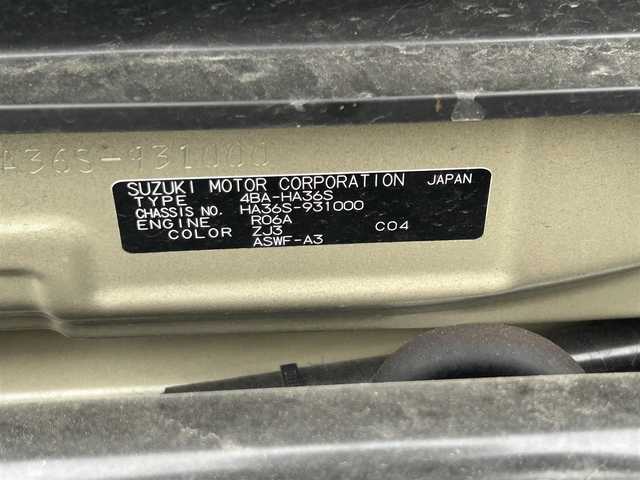 A36S-931000
SUZUKI MOTOR CORPORATION JAPAN
TYPE 4BA-HA36S
CHASSIS NO. HA36S-931000
ENGINE R06A
COLOR ZJ3 C04
ASWF-A3